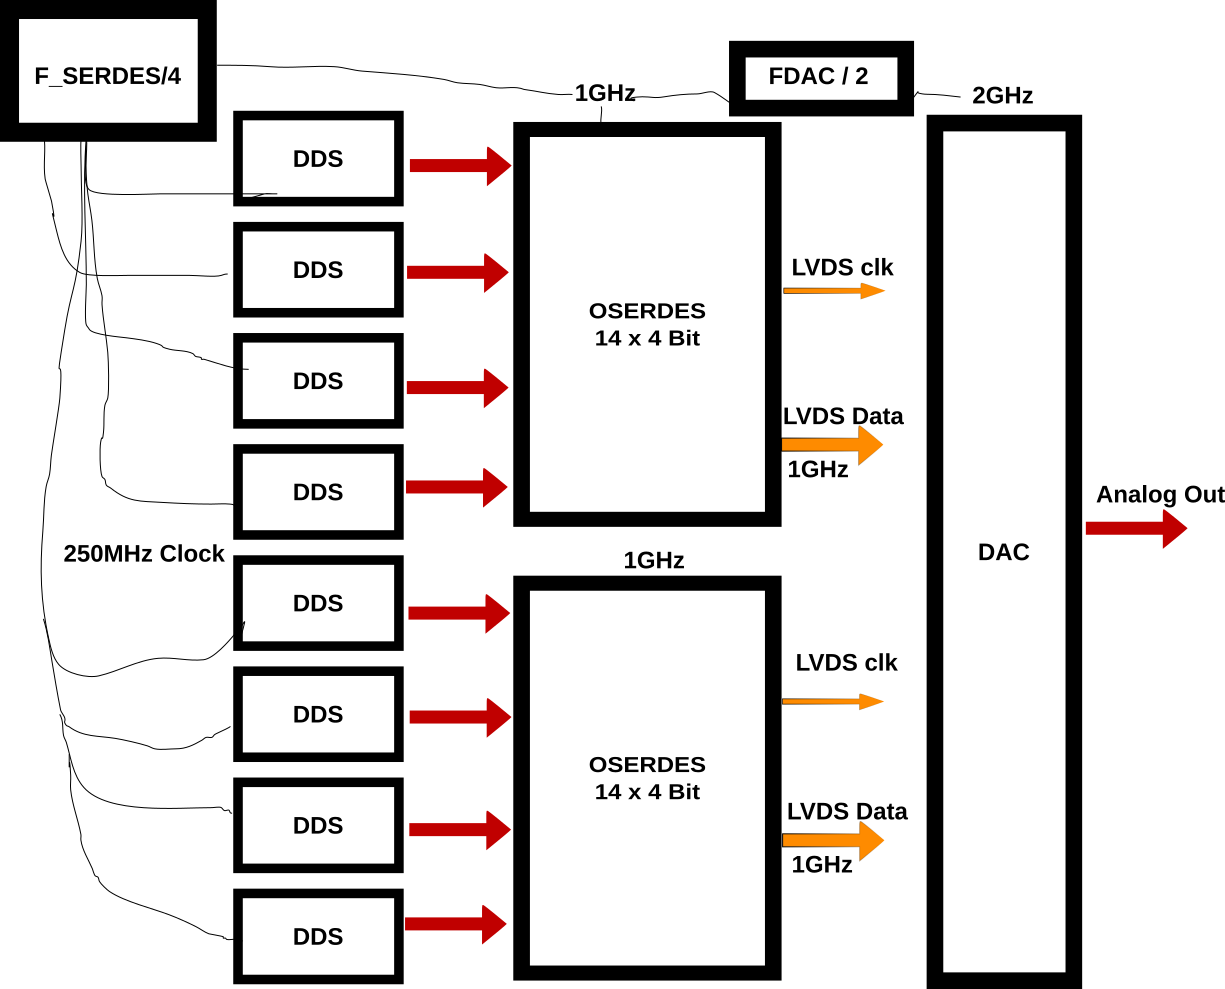 F_SERDES/4
FDAC / 2
1GHz
2GHz
DDS
DDS
DDS
DDS
250MHz Clock
DDS
DDS
DDS
DDS
OSERDES
14 x 4 Bit
LVDS clk
LVDS Data
1GHz
1GHz
OSERDES
14 x 4 Bit
LVDS clk
LVDS Data
1GHz
DAC
Analog Out